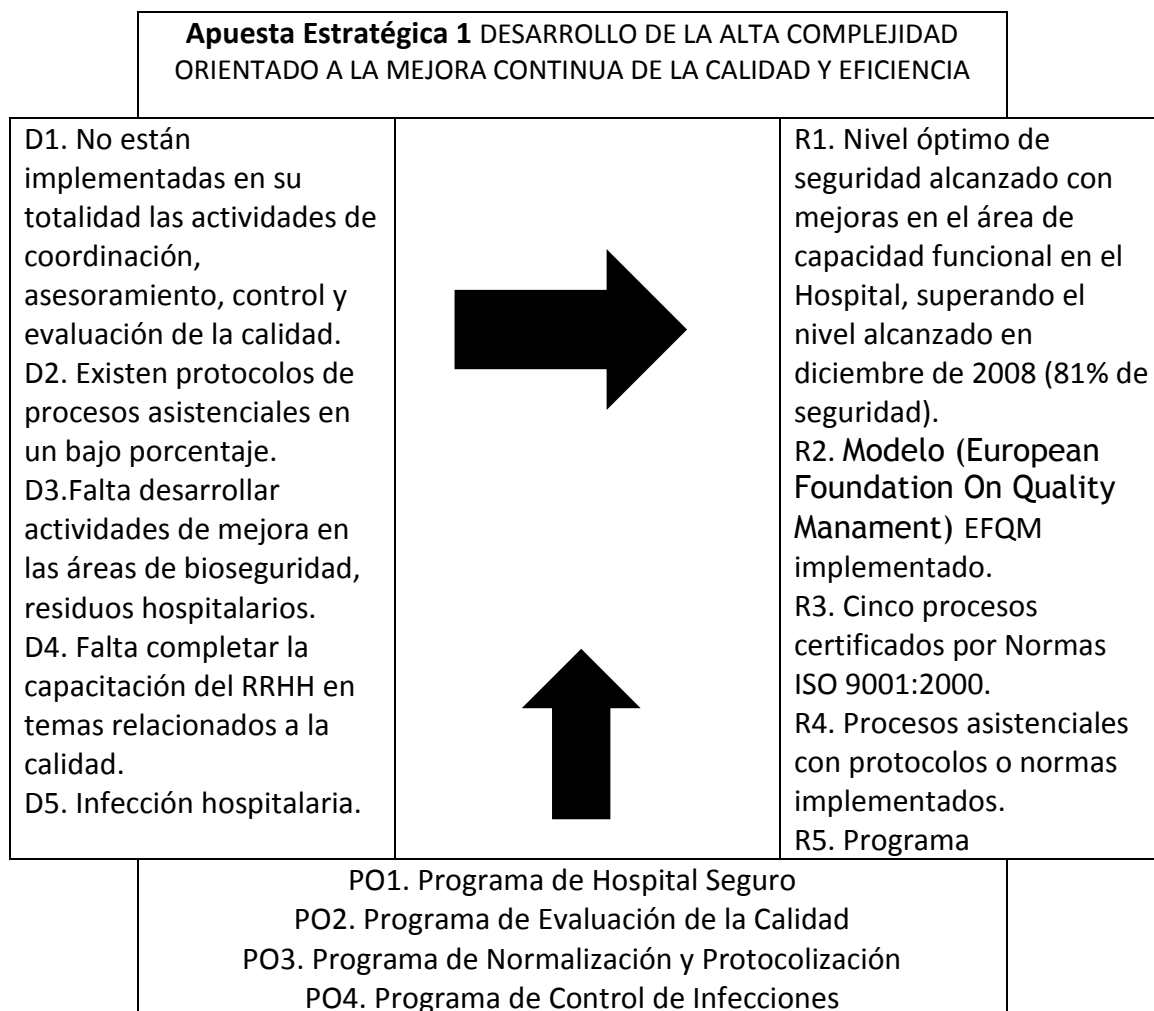 Apuesta Estratégica 1 DESARROLLO DE LA ALTA COMPLEJIDAD
ORIENTADO A LA MEJORA CONTINUA DE LA CALIDAD Y EFICIENCIA
D1. No están
implementadas en su
totalidad las actividades de
coordinación,
asesoramiento, control y
evaluación de la calidad.
D2. Existen protocolos de
procesos asistenciales en
un bajo porcentaje.
D3.Falta desarrollar
actividades de mejora en
las áreas de bioseguridad,
residuos hospitalarios.
D4. Falta completar la
capacitación del RRHH en
temas relacionados a la
calidad.
D5. Infección hospitalaria.
R1. Nivel óptimo de
seguridad alcanzado con
mejoras en el área de
capacidad funcional en el
Hospital, superando el
nivel alcanzado en
diciembre de 2008 (81% de
seguridad).
R2. Modelo (European
Foundation On Quality
Manament) EFQM
implementado.
R3. Cinco procesos
certificados por Normas
ISO 9001:2000.
R4. Procesos asistenciales
con protocolos o normas
implementados.
R5. Programa
PO1. Programa de Hospital Seguro
PO2. Programa de Evaluación de la Calidad
PO3. Programa de Normalización y Protocolización
PO4. Programa de Control de Infecciones